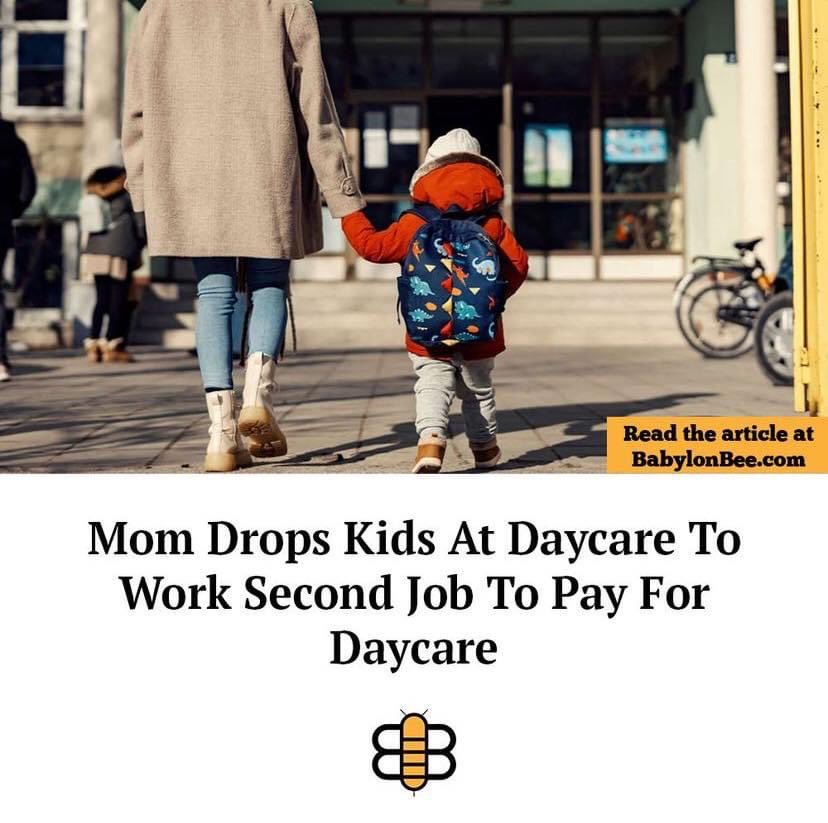 Read the article at
BabylonBee.com
Mom Drops Kids At Daycare To
Work Second Job To Pay For
Daycare